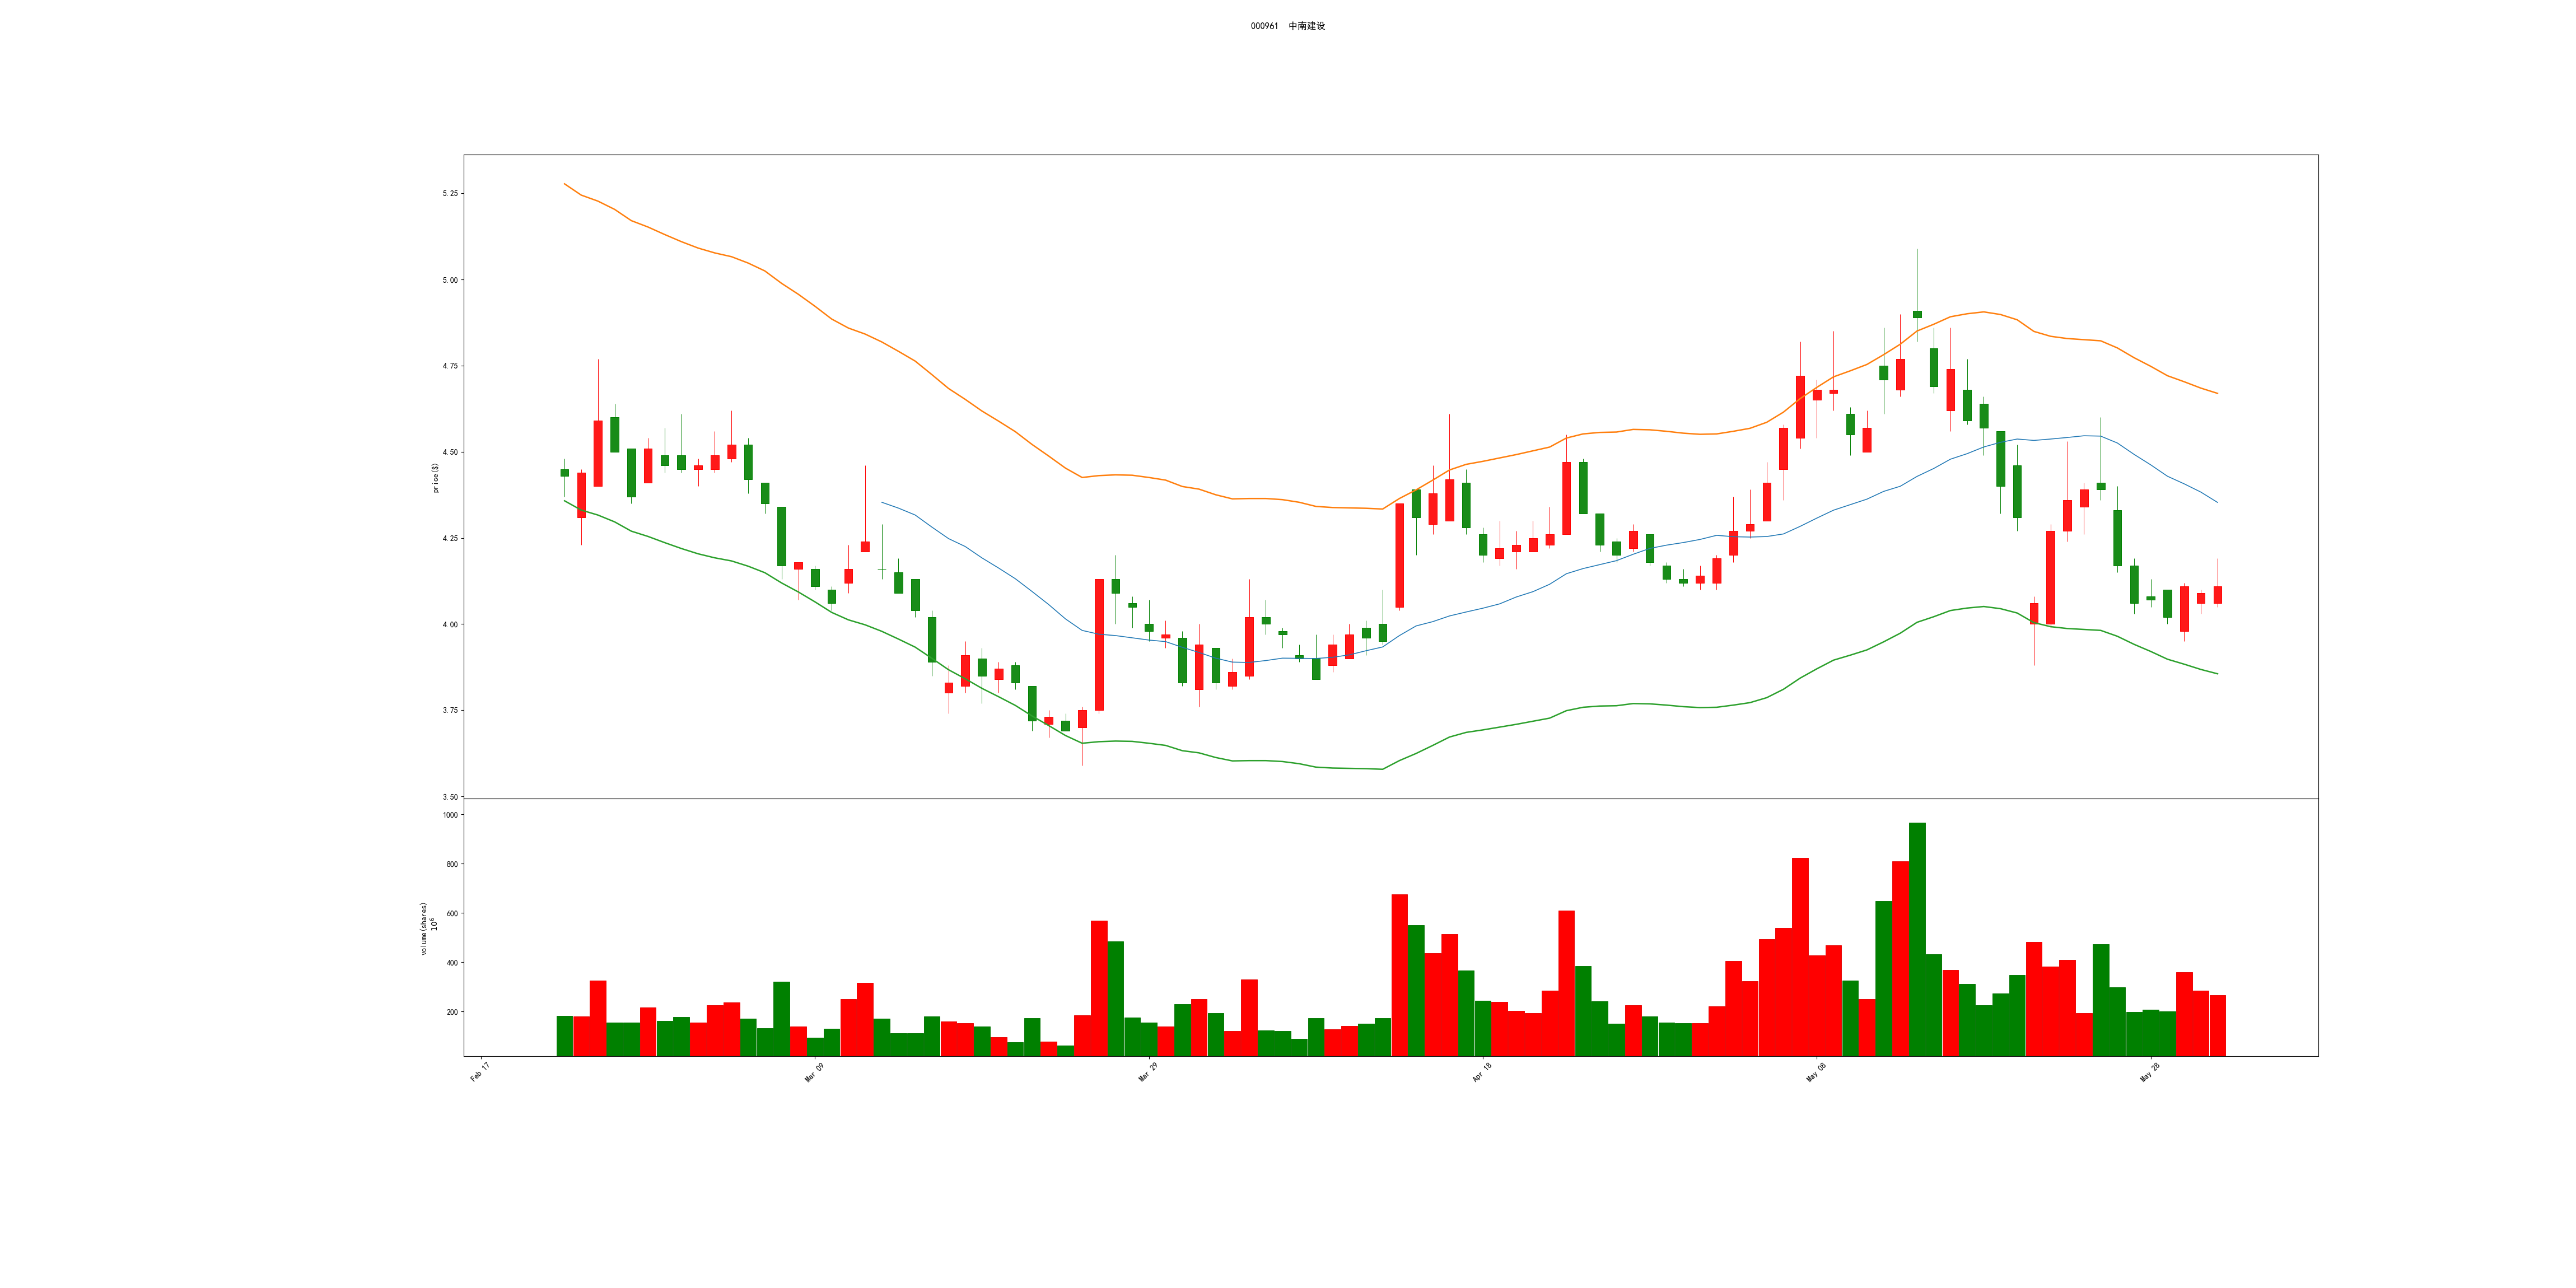 000961 中南建设
5.25
5.00
4.75
4.50
4.25
4.00
3.75
3.50
price($)
1000
800
600
400
200
volume(shares)
10^6
Feb 17
Mar 09
Mar 29
Apr 18
May 08
May 28